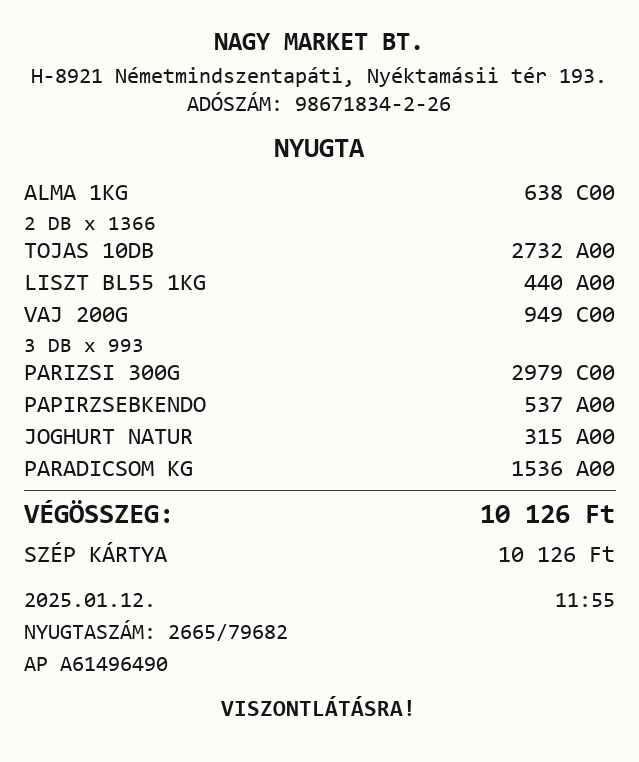 NAGY MARKET BT.
H-8921 Németmindszentapáti, Nyéktamásii tér 193.
ADÓSZÁM: 98671834-2-26
NYUGTA
ALMA 1KG 638 C00
2 DB x 1366
TOJAS 10DB 2732 A00
LISZT BL55 1KG 440 A00
VAJ 200G 949 C00
3 DB x 993
PARIZSI 300G 2979 C00
PAPIRZSEBKENDO 537 A00
JOGHURT NATUR 315 A00
PARADICSOM KG 1536 A00
VÉGÖSSZEG: 10 126 Ft
SZÉP KÁRTYA 10 126 Ft
2025.01.12. 11:55
NYUGTASZÁM: 2665/79682
AP A61496490
VISZONTLÁTÁSRA!